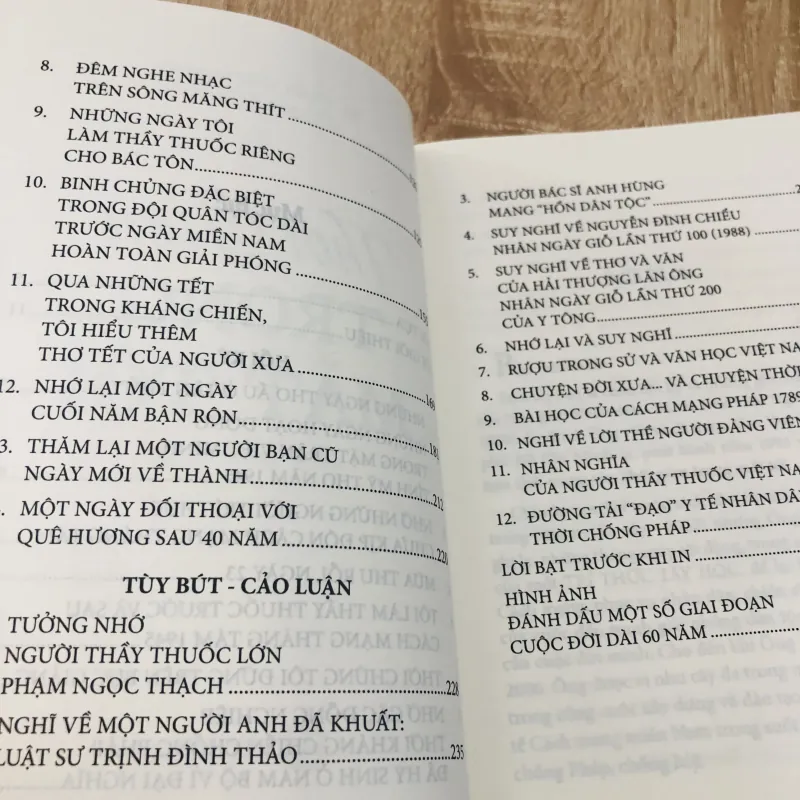 8. ĐÊM NGHE NHẠC
TRÊN SÔNG MĂNG THÍT
9. NHỮNG NGÀY TÔI
LÀM THẦY THUỐC RIÊNG
CHO BÁC TÔN
10. BINH CHỦNG ĐẶC BIỆT
TRONG ĐỘI QUÂN TÓC DÀI
TRƯỚC NGÀY MIỀN NAM
HOÀN TOÀN GIẢI PHÓNG
11. QUA NHỮNG TẾT
TRONG KHÁNG CHIẾN,
TÔI HIỂU THÊM
THƠ TẾT CỦA NGƯỜI XƯA
12. NHỚ LẠI MỘT NGÀY
CUỐI NĂM BẬN RỘN
3. THĂM LẠI MỘT NGƯỜI BẠN CŨ
NGÀY MỚI VỀ THÀNH 212
MỘT NGÀY ĐỐI THOẠI VỚI
QUÊ HƯƠNG SAU 40 NĂM 220
TÙY BÚT - CẢO LUẬN
TƯỞNG NHỚ
NGƯỜI THẦY THUỐC LỚN
PHẠM NGỌC THẠCH 228
NGHĨ VỀ MỘT NGƯỜI ANH ĐÃ KHUẤT:
LUẬT SƯ TRỊNH ĐÌNH THẢO 235
3. NGƯỜI BÁC SĨ ANH HÙNG
MANG "HỒN DÂN TỘC"
4. SUY NGHĨ VỀ NGUYỄN ĐÌNH CHIỂU
NHÂN NGÀY GIỖ LẦN THỨ 100 (1988)
5. SUY NGHĨ VỀ THƠ VÀ VĂN
CỦA HẢI THƯỢNG LÃN ÔNG
NHÂN NGÀY GIỖ LẦN THỨ 200
CỦA Y TÔNG
6. NHỚ LẠI VÀ SUY NGHĨ
7. RƯỢU TRONG SỬ VÀ VĂN HỌC VIỆT NA
8. CHUYỆN ĐỜI XƯA... VÀ CHUYỆN THỜI
9. BÀI HỌC CỦA CÁCH MẠNG PHÁP 1789
10. NGHĨ VỀ LỜI THỀ NGƯỜI ĐẢNG VIÊN
11. NHÂN NGHĨA
CỦA NGƯỜI THẦY THUỐC VIỆT NA
12. ĐƯỜNG TẢI "ĐẠO" Y TẾ NHÂN DÂ
THỜI CHỐNG PHÁP
LỜI BẠT TRƯỚC KHI IN
HÌNH ẢNH
ĐÁNH DẤU MỘT SỐ GIAI ĐOẠN
CUỘC ĐỜI DÀI 60 NĂM